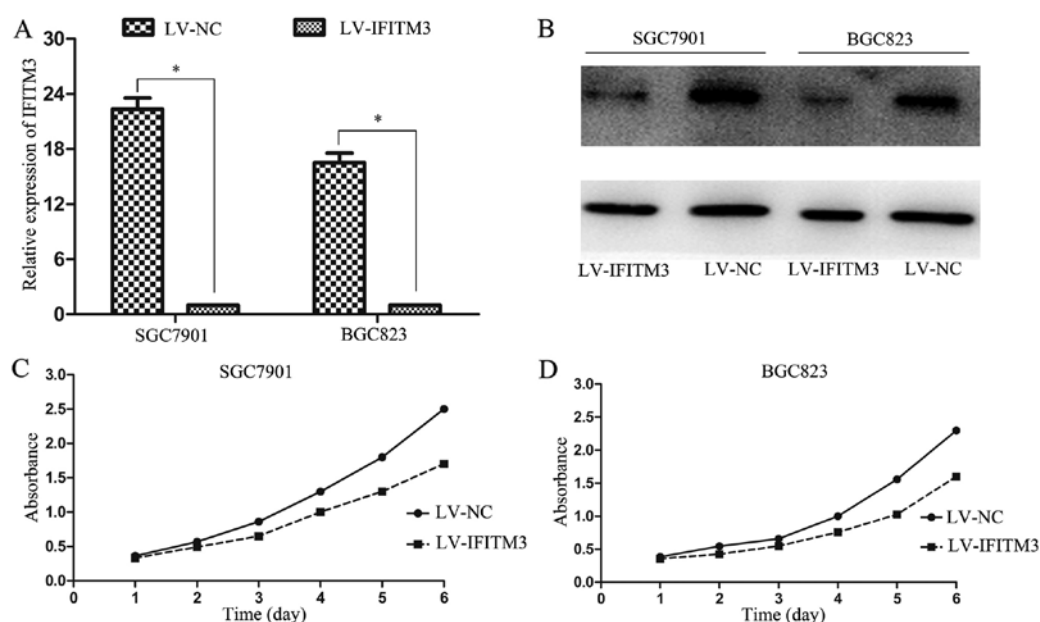 A
LV-NC
LV-IFITM3
Relative expression of IFITM3
30
24
18
12
6
0
*
*
SGC7901
BGC823
B
SGC7901
BGC823
LV-IFITM3
LV-NC
LV-IFITM3
LV-NC
C
SGC7901
Absorbance
3.0
2.5
2.0
1.5
1.0
0.5
0.0
0
1
2
3
4
5
6
Time (day)
LV-NC
LV-IFITM3
D
BGC823
Absorbance
3.0
2.5
2.0
1.5
1.0
0.5
0.0
0
1
2
3
4
5
6
Time (day)
LV-NC
LV-IFITM3